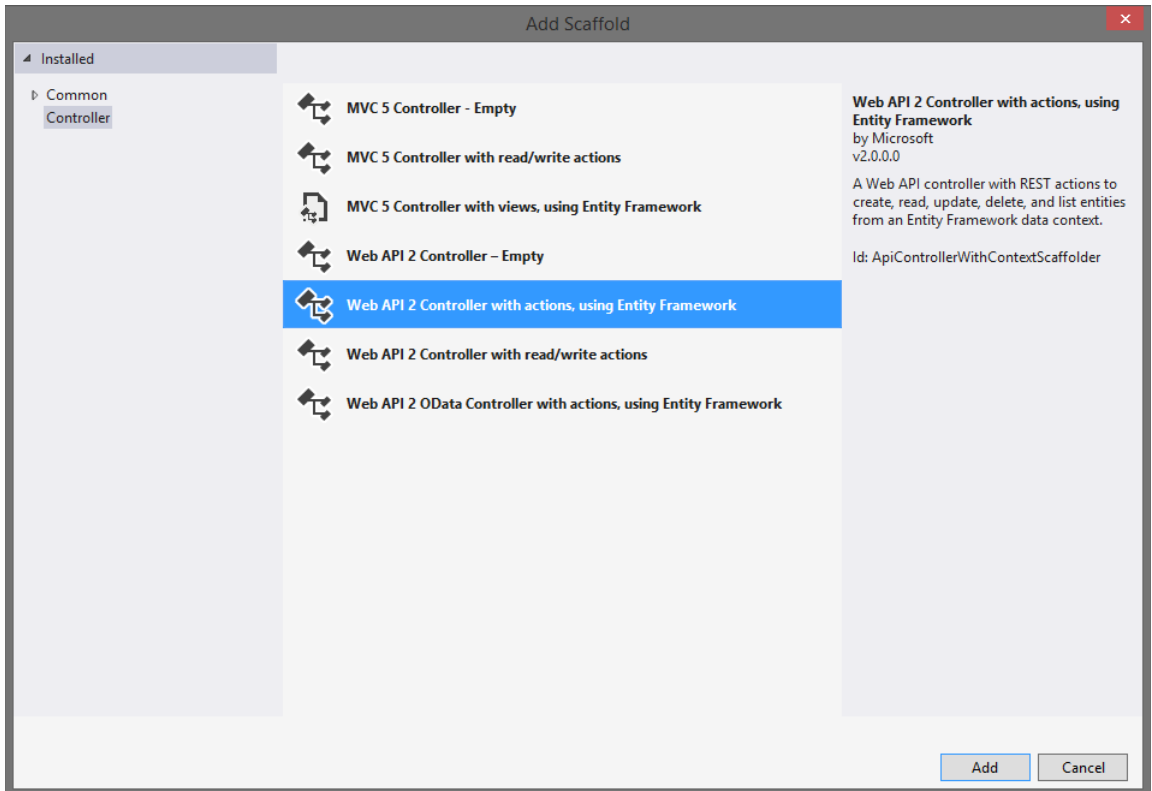 Add Scaffold
Installed
Common
Controller
MVC 5 Controller - Empty
MVC 5 Controller with read/write actions
MVC 5 Controller with views, using Entity Framework
Web API 2 Controller – Empty
Web API 2 Controller with actions, using Entity Framework
Web API 2 Controller with read/write actions
Web API 2 OData Controller with actions, using Entity Framework
Web API 2 Controller with actions, using
Entity Framework
by Microsoft
v2.0.0.0
A Web API controller with REST actions to
create, read, update, delete, and list entities
from an Entity Framework data context.
Id: ApiControllerWithContextScaffolder
Add
Cancel